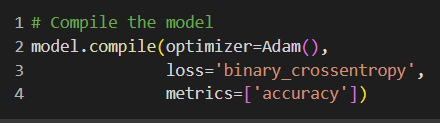 1 # Compile the model
2 model.compile(optimizer=Adam(),
3               loss='binary_crossentropy',
4               metrics=['accuracy'])